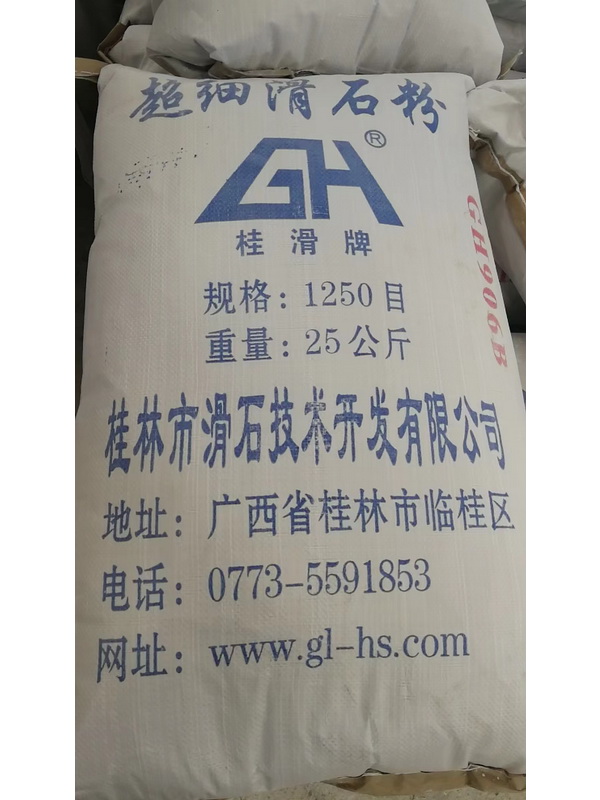 超细滑石粉
GH®
桂滑牌
规格：1250目
重量：25公斤
GH906B
桂林市滑石技术开发有限公司
地址：广西省桂林市临桂区
电话：0773-5591853
网址：www.gl-hs.com